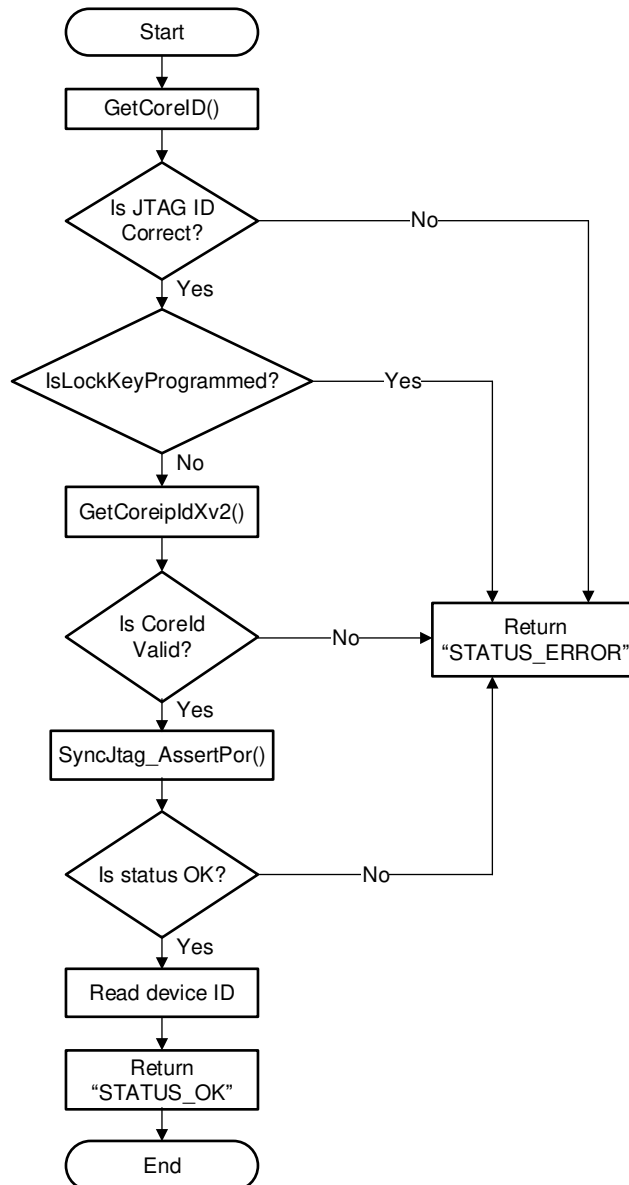 Start
GetCoreID()
Is JTAG ID
Correct?
No
Yes
IsLockKeyProgrammed?
Yes
No
GetCoreipIdXv2()
Is CoreId
Valid?
No
Return
“STATUS_ERROR”
Yes
SyncJtag_AssertPor()
Is status OK?
No
Yes
Read device ID
Return
“STATUS_OK”
End